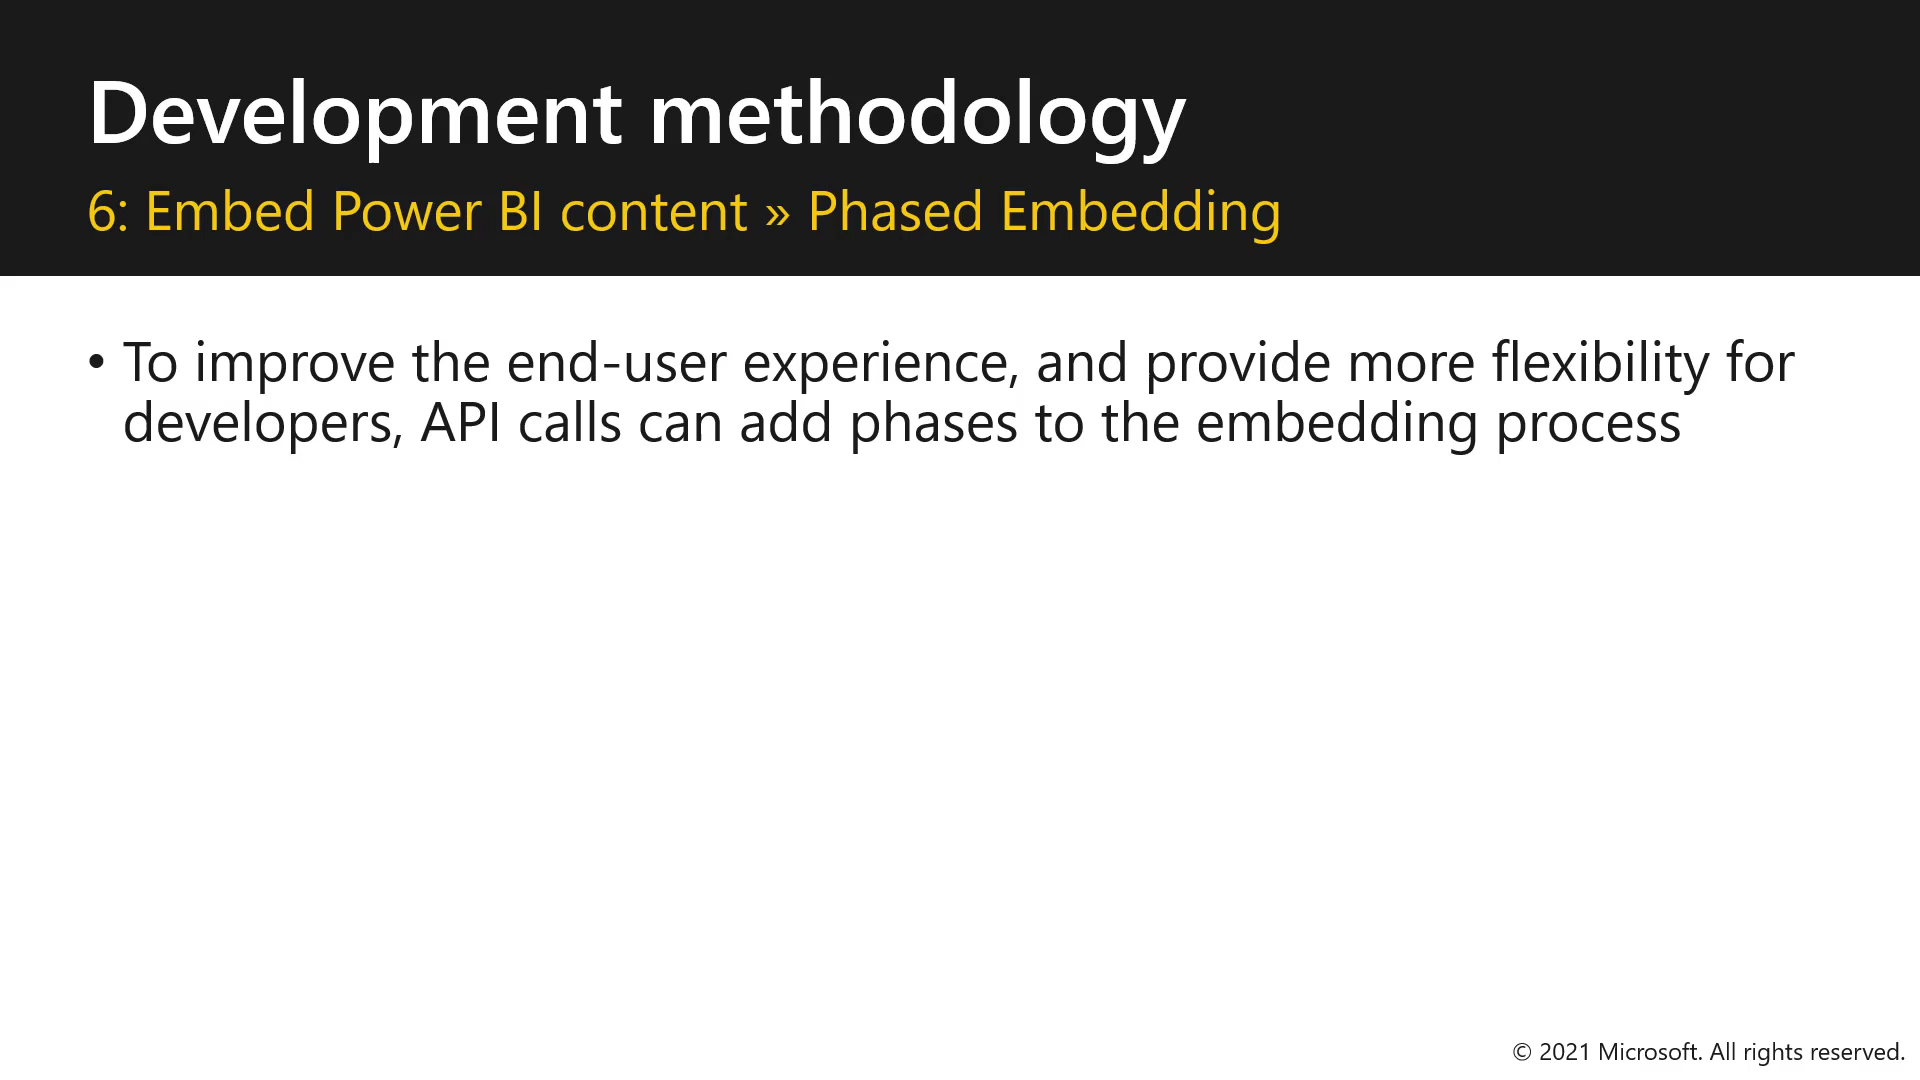 Development methodology
6: Embed Power BI content » Phased Embedding
• To improve the end-user experience, and provide more flexibility for
developers, API calls can add phases to the embedding process
© 2021 Microsoft. All rights reserved.